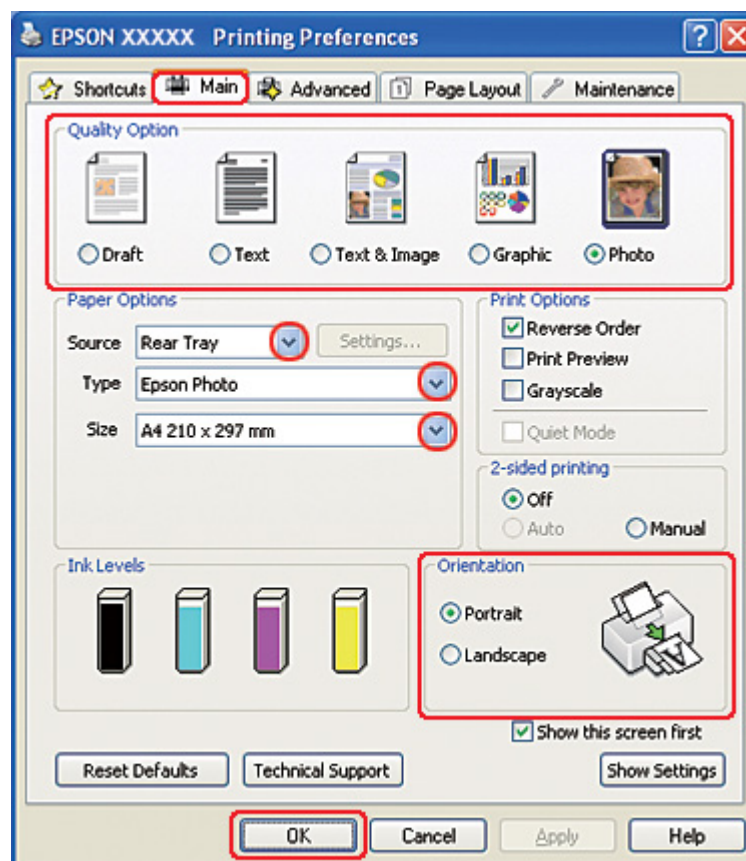 EPSON XXXXX Printing Preferences
Shortcuts Main Advanced Page Layout Maintenance
Quality Option
Draft Text Text & Image Graphic Photo
Paper Options
Source Rear Tray Settings...
Type Epson Photo
Size A4 210 x 297 mm
Print Options
Reverse Order
Print Preview
Grayscale
Quiet Mode
2-sided printing
Off
Auto Manual
Ink Levels
Orientation
Portrait
Landscape
Show this screen first
Reset Defaults Technical Support Show Settings
OK Cancel Apply Help